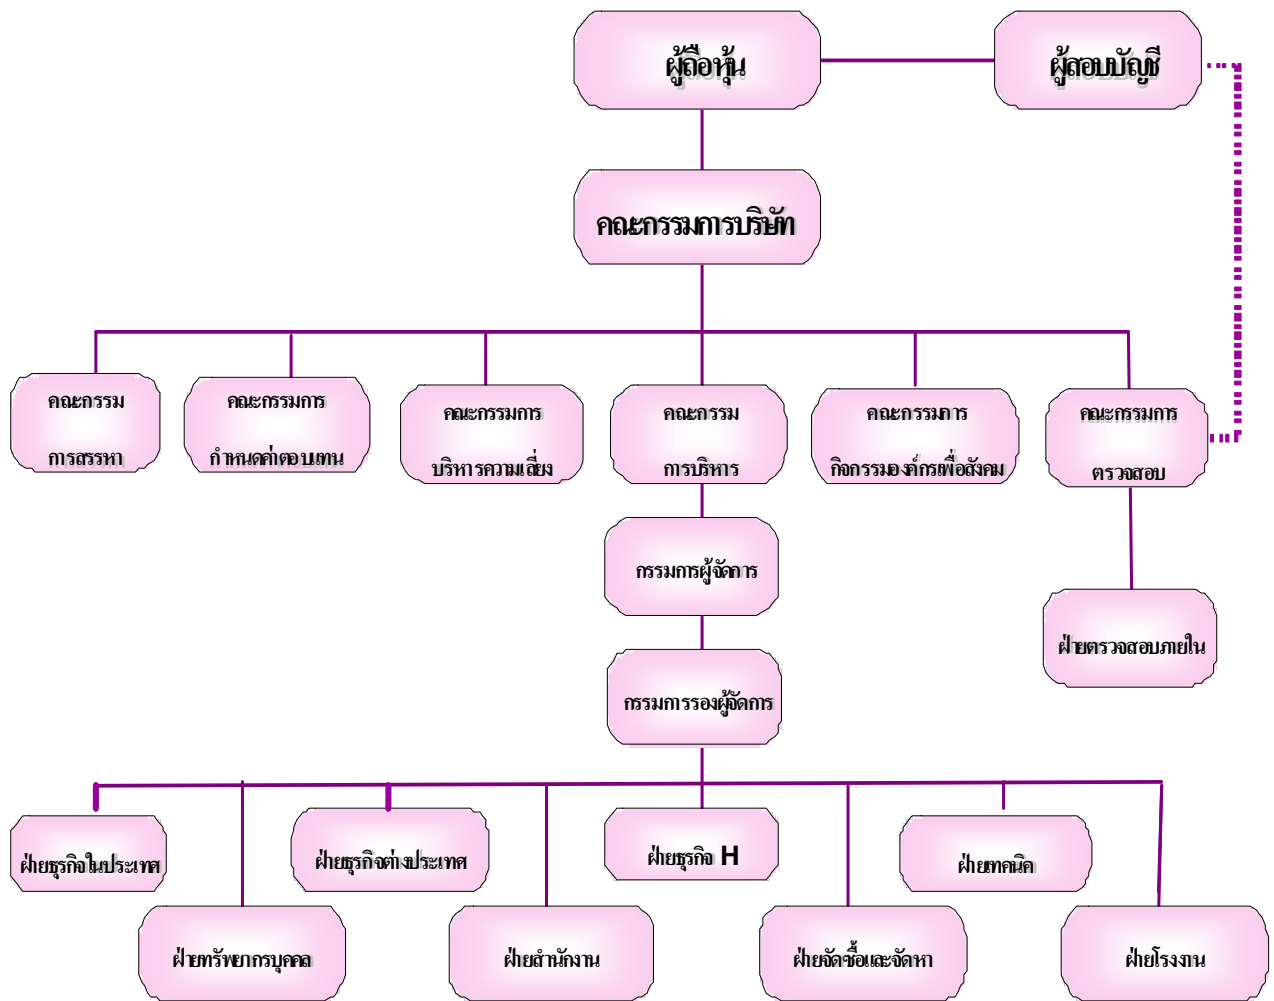 ผู้ถือหุ้น
ผู้สอบบัญชี
คณะกรรมการบริษัท
คณะกรรม
การสรรหา
คณะกรรมการ
กำหนดค่าตอบแทน
คณะกรรมการ
บริหารความเสี่ยง
คณะกรรม
การบริหาร
คณะกรรมการ
กิจกรรมองค์กรเพื่อสังคม
คณะกรรมการ
ตรวจสอบ
กรรมการผู้จัดการ
ฝ่ายตรวจสอบภายใน
กรรมการรองผู้จัดการ
ฝ่ายธุรกิจในประเทศ
ฝ่ายธุรกิจต่างประเทศ
ฝ่ายธุรกิจ H
ฝ่ายเทคนิค
ฝ่ายทรัพยากรบุคคล
ฝ่ายสำนักงาน
ฝ่ายจัดซื้อและจัดหา
ฝ่ายโรงงาน